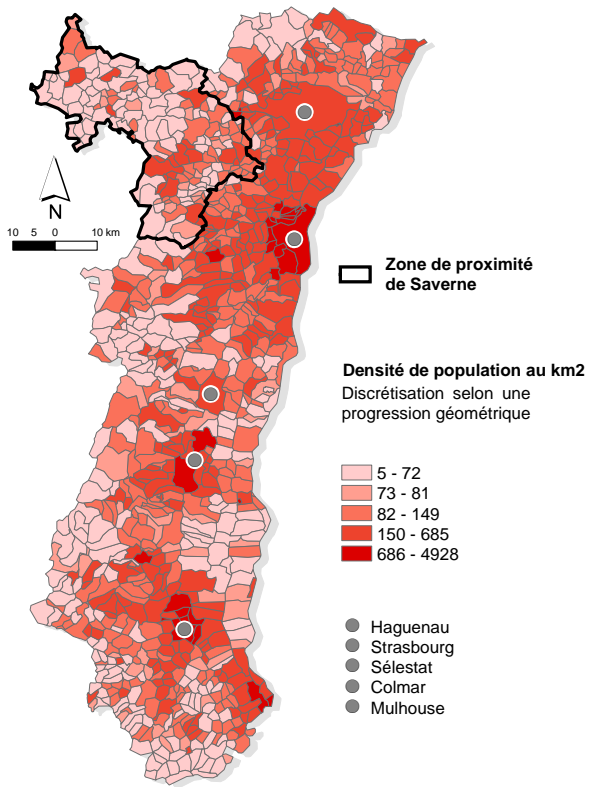 N
10 5 0 10 km
Zone de proximité
de Saverne
Densité de population au km2
Discrétisation selon une
progression géométrique
5 - 72
73 - 81
82 - 149
150 - 685
686 - 4928
Haguenau
Strasbourg
Sélestat
Colmar
Mulhouse